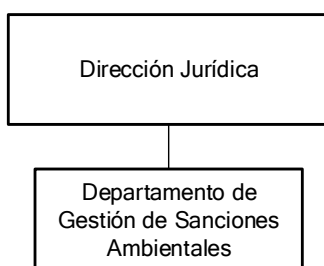 Dirección Jurídica
Departamento de
Gestión de Sanciones
Ambientales